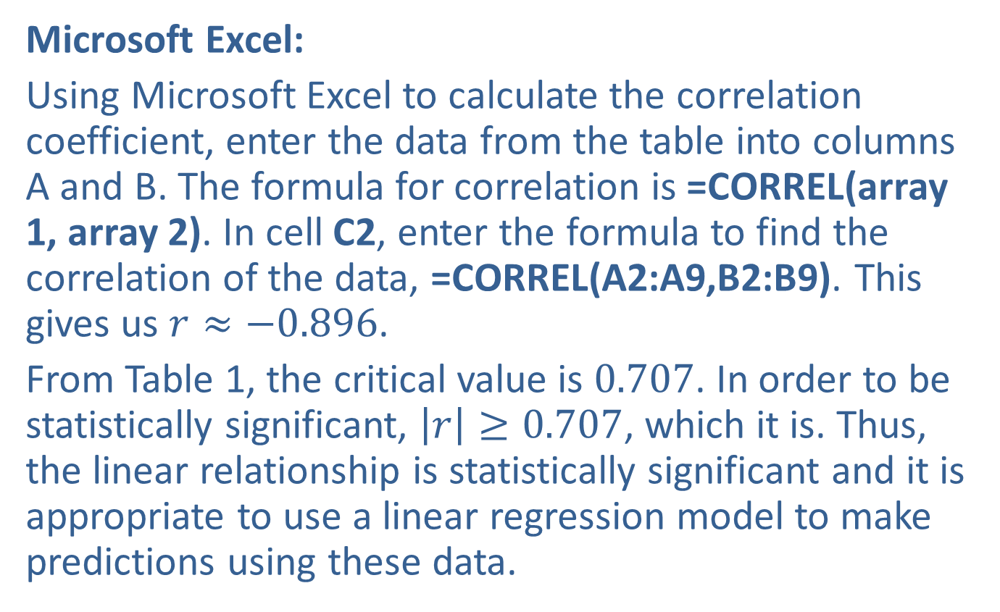 Microsoft Excel:
Using Microsoft Excel to calculate the correlation
coefficient, enter the data from the table into columns
A and B. The formula for correlation is =CORREL(array
1, array 2). In cell C2, enter the formula to find the
correlation of the data, =CORREL(A2:A9,B2:B9). This
gives us r ≈ −0.896.
From Table 1, the critical value is 0.707. In order to be
statistically significant, |r| ≥ 0.707, which it is. Thus,
the linear relationship is statistically significant and it is
appropriate to use a linear regression model to make
predictions using these data.